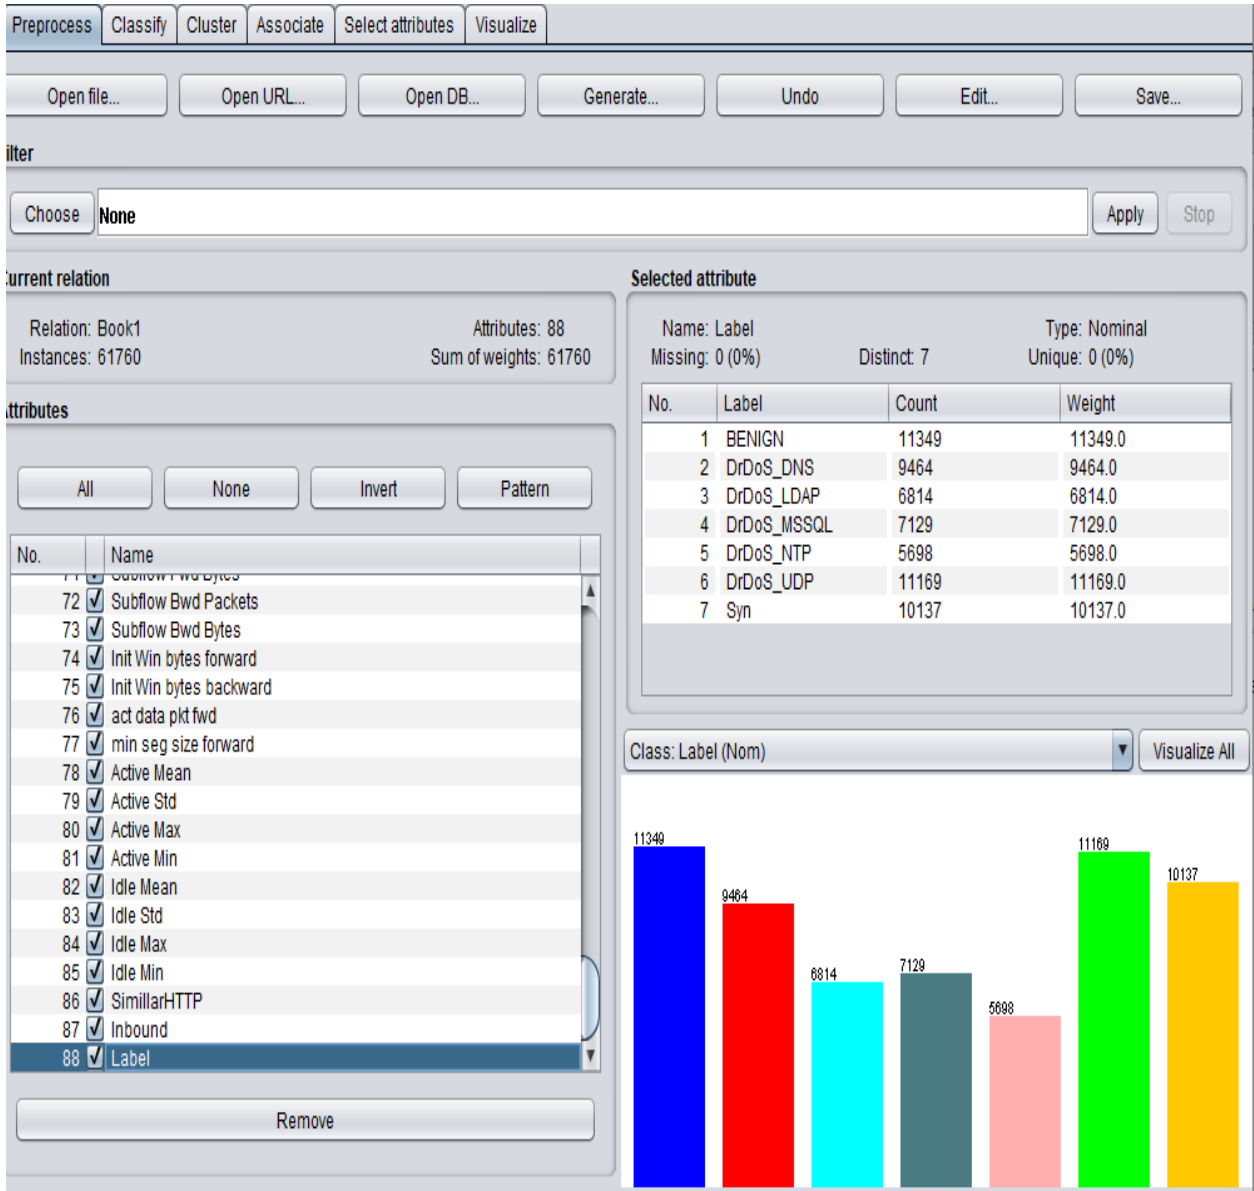 Preprocess Classify Cluster Associate Select attributes Visualize
Open file... Open URL... Open DB... Generate... Undo Edit... Save...
ilter
Choose None Apply Stop
Current relation
Relation: Book1 Attributes: 88
Instances: 61760 Sum of weights: 61760
Attributes
All None Invert Pattern
No. Name
71 Subflow Fwd Bytes
72 Subflow Bwd Packets
73 Subflow Bwd Bytes
74 Init Win bytes forward
75 Init Win bytes backward
76 act data pkt fwd
77 min seg size forward
78 Active Mean
79 Active Std
80 Active Max
81 Active Min
82 Idle Mean
83 Idle Std
84 Idle Max
85 Idle Min
86 SimillarHTTP
87 Inbound
88 Label
Remove
Selected attribute
Name: Label Type: Nominal
Missing: 0 (0%) Distinct: 7 Unique: 0 (0%)
No. Label Count Weight
1 BENIGN 11349 11349.0
2 DrDoS_DNS 9464 9464.0
3 DrDoS_LDAP 6814 6814.0
4 DrDoS_MSSQL 7129 7129.0
5 DrDoS_NTP 5698 5698.0
6 DrDoS_UDP 11169 11169.0
7 Syn 10137 10137.0
Class: Label (Nom) Visualize All
11349
9464
6814
7129
5698
11169
10137